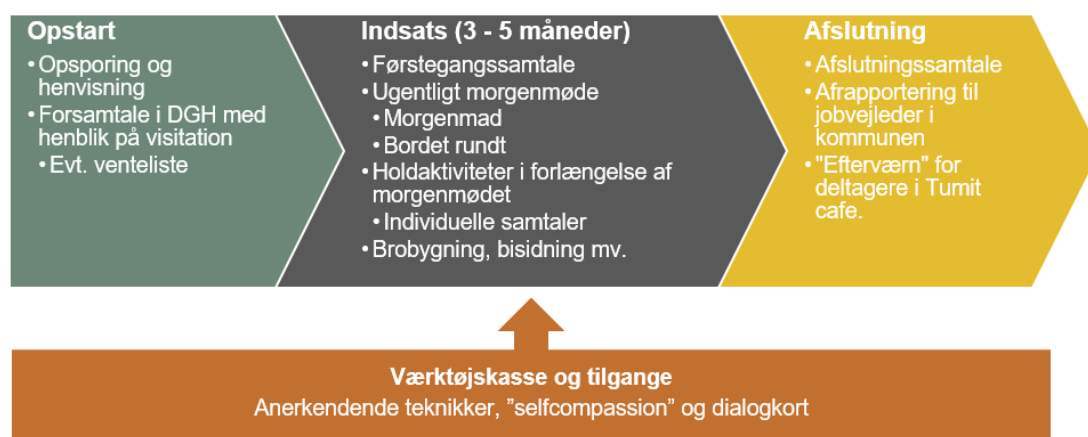 Opstart
• Opsporing og
henvisning
• Forsamtale i DGH med
henblik på visitation
• Evt. venteliste
Indsats (3 - 5 måneder)
• Førstegangssamtale
• Ugentligt morgenmøde
• Morgenmad
• Bordet rundt
• Holdaktiviteter i forlængelse af
morgenmødet
• Individuelle samtaler
• Brobygning, bisidning mv.
Afslutning
• Afslutningssamtale
• Afrapportering til
jobvejleder i
kommunen
• "Efterværn" for
deltagere i Tumit
cafe.
Værktøjskasse og tilgange
Anerkendende teknikker, ”selfcompassion” og dialogkort